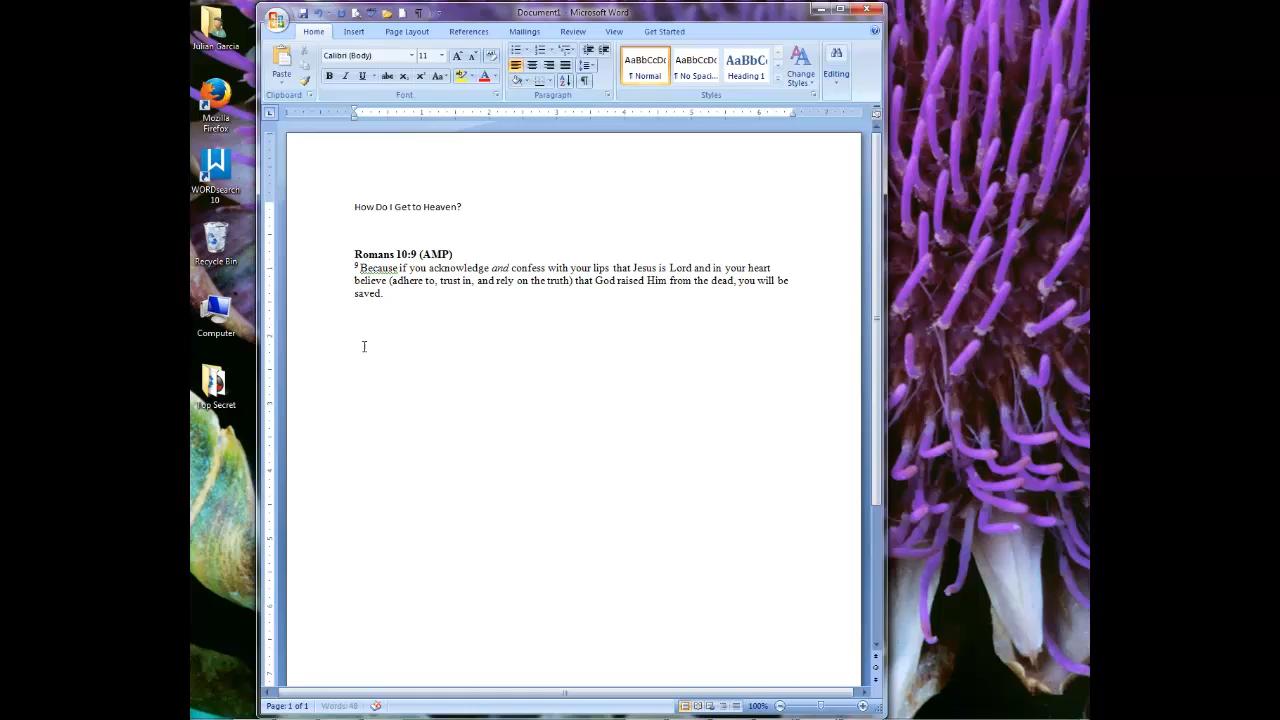 Document1 - Microsoft Word
Home Insert Page Layout References Mailings Review View Get Started
Calibri (Body) 11
Paste
Clipboard Font Paragraph Styles
AaBbCcDc AaBbCcDc AaBbC
¶ Normal ¶ No Spaci... Heading 1
Change
Styles
Editing
Julian Garcia
Mozilla
Firefox
WORDsearch
10
Recycle Bin
Computer
Top Secret
How Do I Get to Heaven?
Romans 10:9 (AMP)
9 Because if you acknowledge and confess with your lips that Jesus is Lord and in your heart
believe (adhere to, trust in, and rely on the truth) that God raised Him from the dead, you will be
saved.
Page: 1 of 1 Words: 48 100%